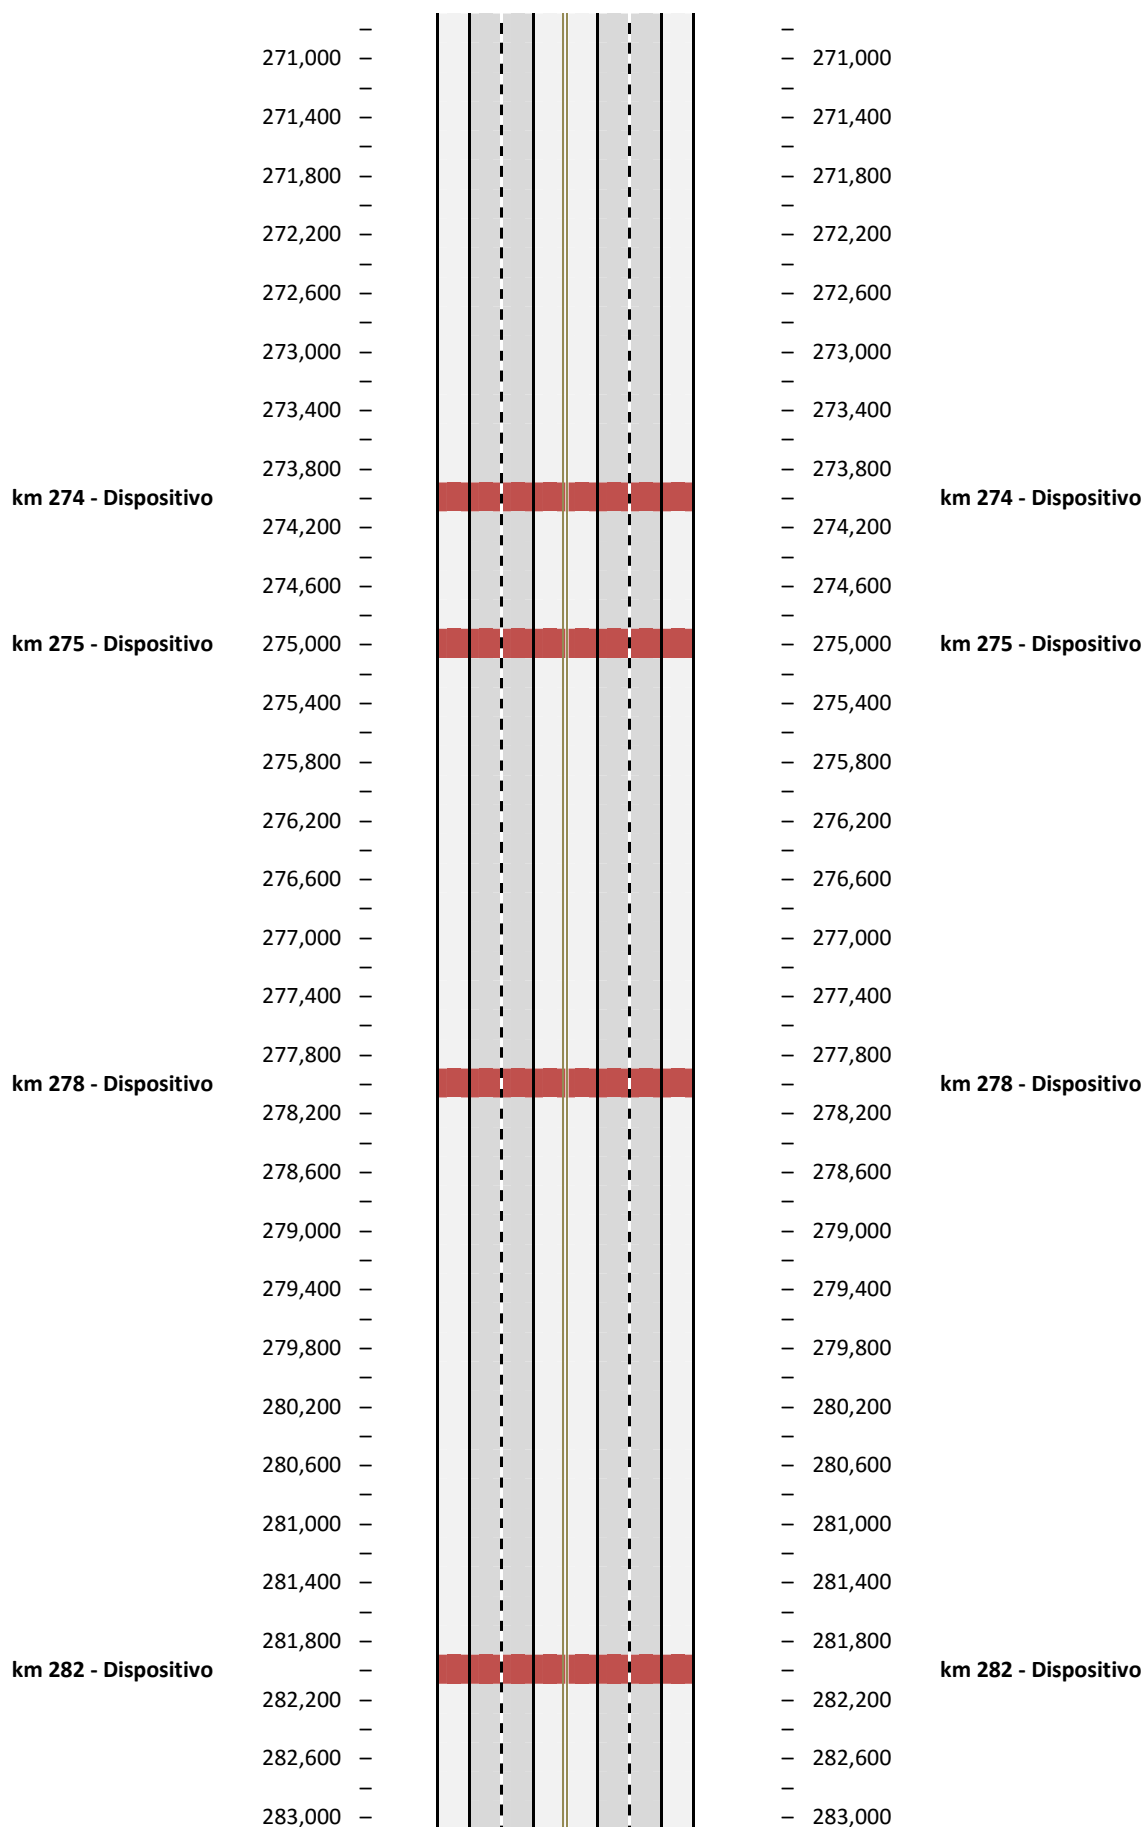 271,000 – – 271,000
271,400 – – 271,400
271,800 – – 271,800
272,200 – – 272,200
272,600 – – 272,600
273,000 – – 273,000
273,400 – – 273,400
273,800 – – 273,800
km 274 - Dispositivo – – km 274 - Dispositivo
274,200 – – 274,200
274,600 – – 274,600
km 275 - Dispositivo 275,000 – – 275,000 km 275 - Dispositivo
275,400 – – 275,400
275,800 – – 275,800
276,200 – – 276,200
276,600 – – 276,600
277,000 – – 277,000
277,400 – – 277,400
277,800 – – 277,800
km 278 - Dispositivo – – km 278 - Dispositivo
278,200 – – 278,200
278,600 – – 278,600
279,000 – – 279,000
279,400 – – 279,400
279,800 – – 279,800
280,200 – – 280,200
280,600 – – 280,600
281,000 – – 281,000
281,400 – – 281,400
281,800 – – 281,800
km 282 - Dispositivo – – km 282 - Dispositivo
282,200 – – 282,200
282,600 – – 282,600
283,000 – – 283,000